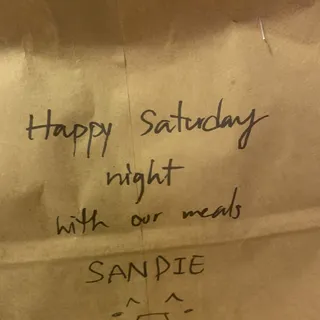 Happy Saturday
night
with our meals
SANDIE